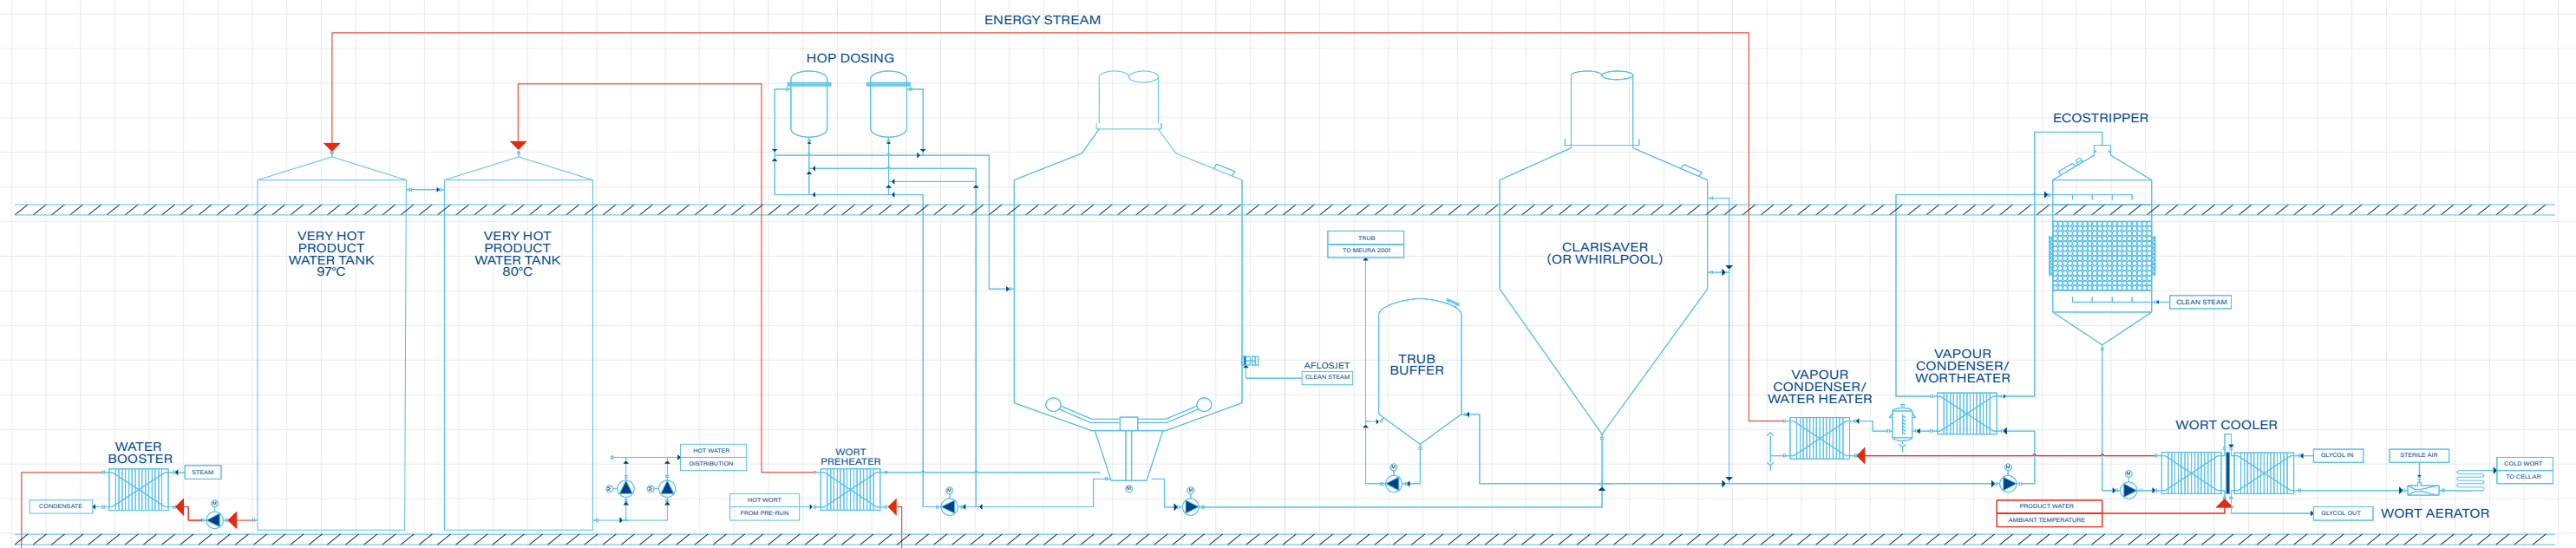 ENERGY STREAM
HOP DOSING
ECOSTRIPPER
VERY HOT
PRODUCT
WATER TANK
97°C
VERY HOT
PRODUCT
WATER TANK
80°C
TRUB
TO MEURA 2001
CLARISAVER
(OR WHIRLPOOL)
CLEAN STEAM
TRUB
BUFFER
AFLOSJET
CLEAN STEAM
VAPOUR
CONDENSER/
WATER HEATER
VAPOUR
CONDENSER/
WORTHEATER
WORT COOLER
WATER
BOOSTER
STEAM
CONDENSATE
M
HOT WATER
DISTRIBUTION
M
M
WORT
PREHEATER
HOT WORT
FROM PRE-RUN
M
M
M
M
M
M
GLYCOL IN
STERILE AIR
COLD WORT
TO CELLAR
PRODUCT WATER
AMBIANT TEMPERATURE
GLYCOL OUT
WORT AERATOR